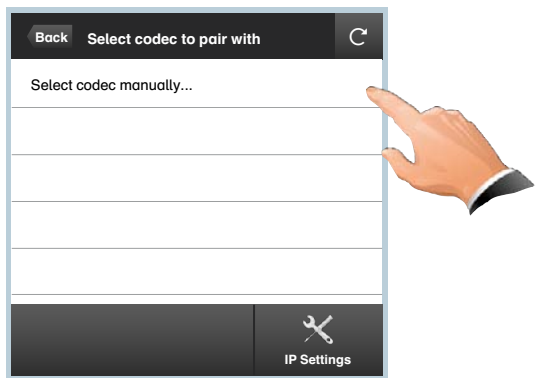 Back Select codec to pair with
Select codec manually...
IP Settings